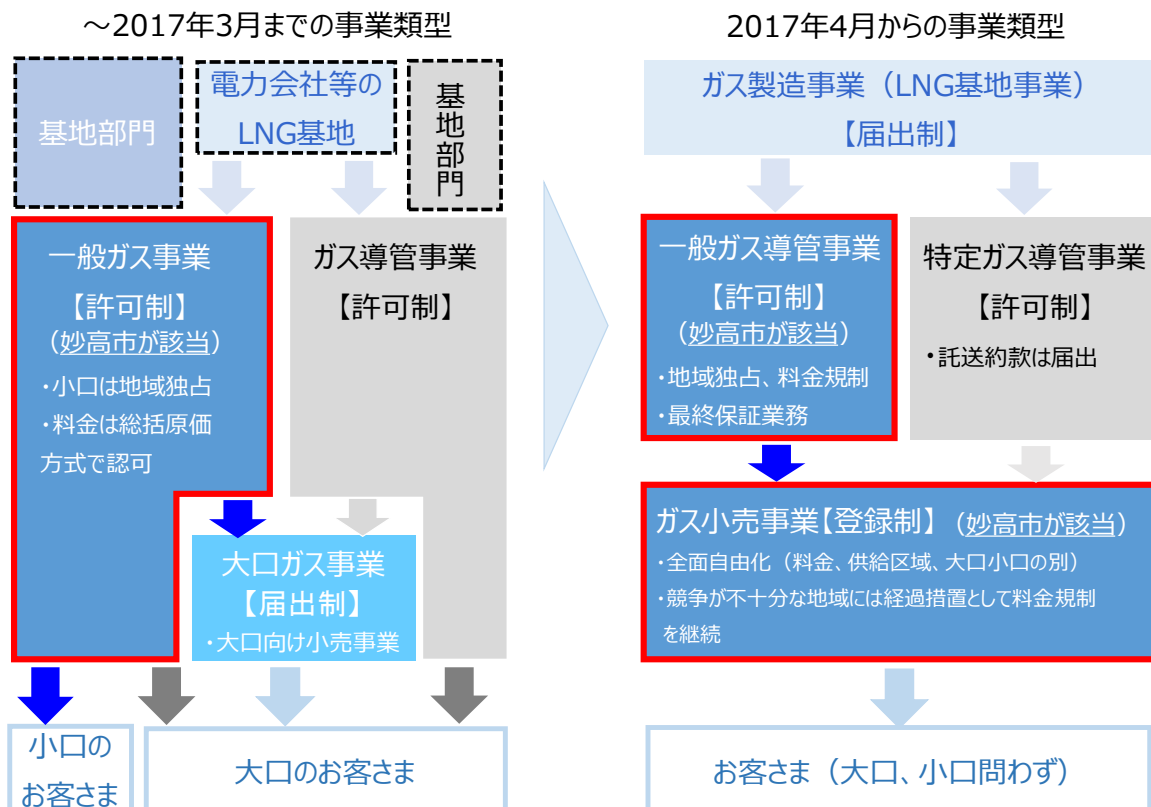 ～2017年3月までの事業類型
基地部門
電力会社等の
LNG基地
基地部門
一般ガス事業
【許可制】
（妙高市が該当）
・小口は地域独占
・料金は総括原価
方式で認可
ガス導管事業
【許可制】
大口ガス事業
【届出制】
・大口向け小売事業
小口の
お客さま
大口のお客さま
2017年4月からの事業類型
ガス製造事業（LNG基地事業）
【届出制】
一般ガス導管事業
【許可制】
（妙高市が該当）
・地域独占、料金規制
・最終保証業務
特定ガス導管事業
【許可制】
・託送約款は届出
ガス小売事業【登録制】（妙高市が該当）
・全面自由化（料金、供給区域、大口小口の別）
・競争が不十分な地域には経過措置として料金規制
を継続
お客さま（大口、小口問わず）